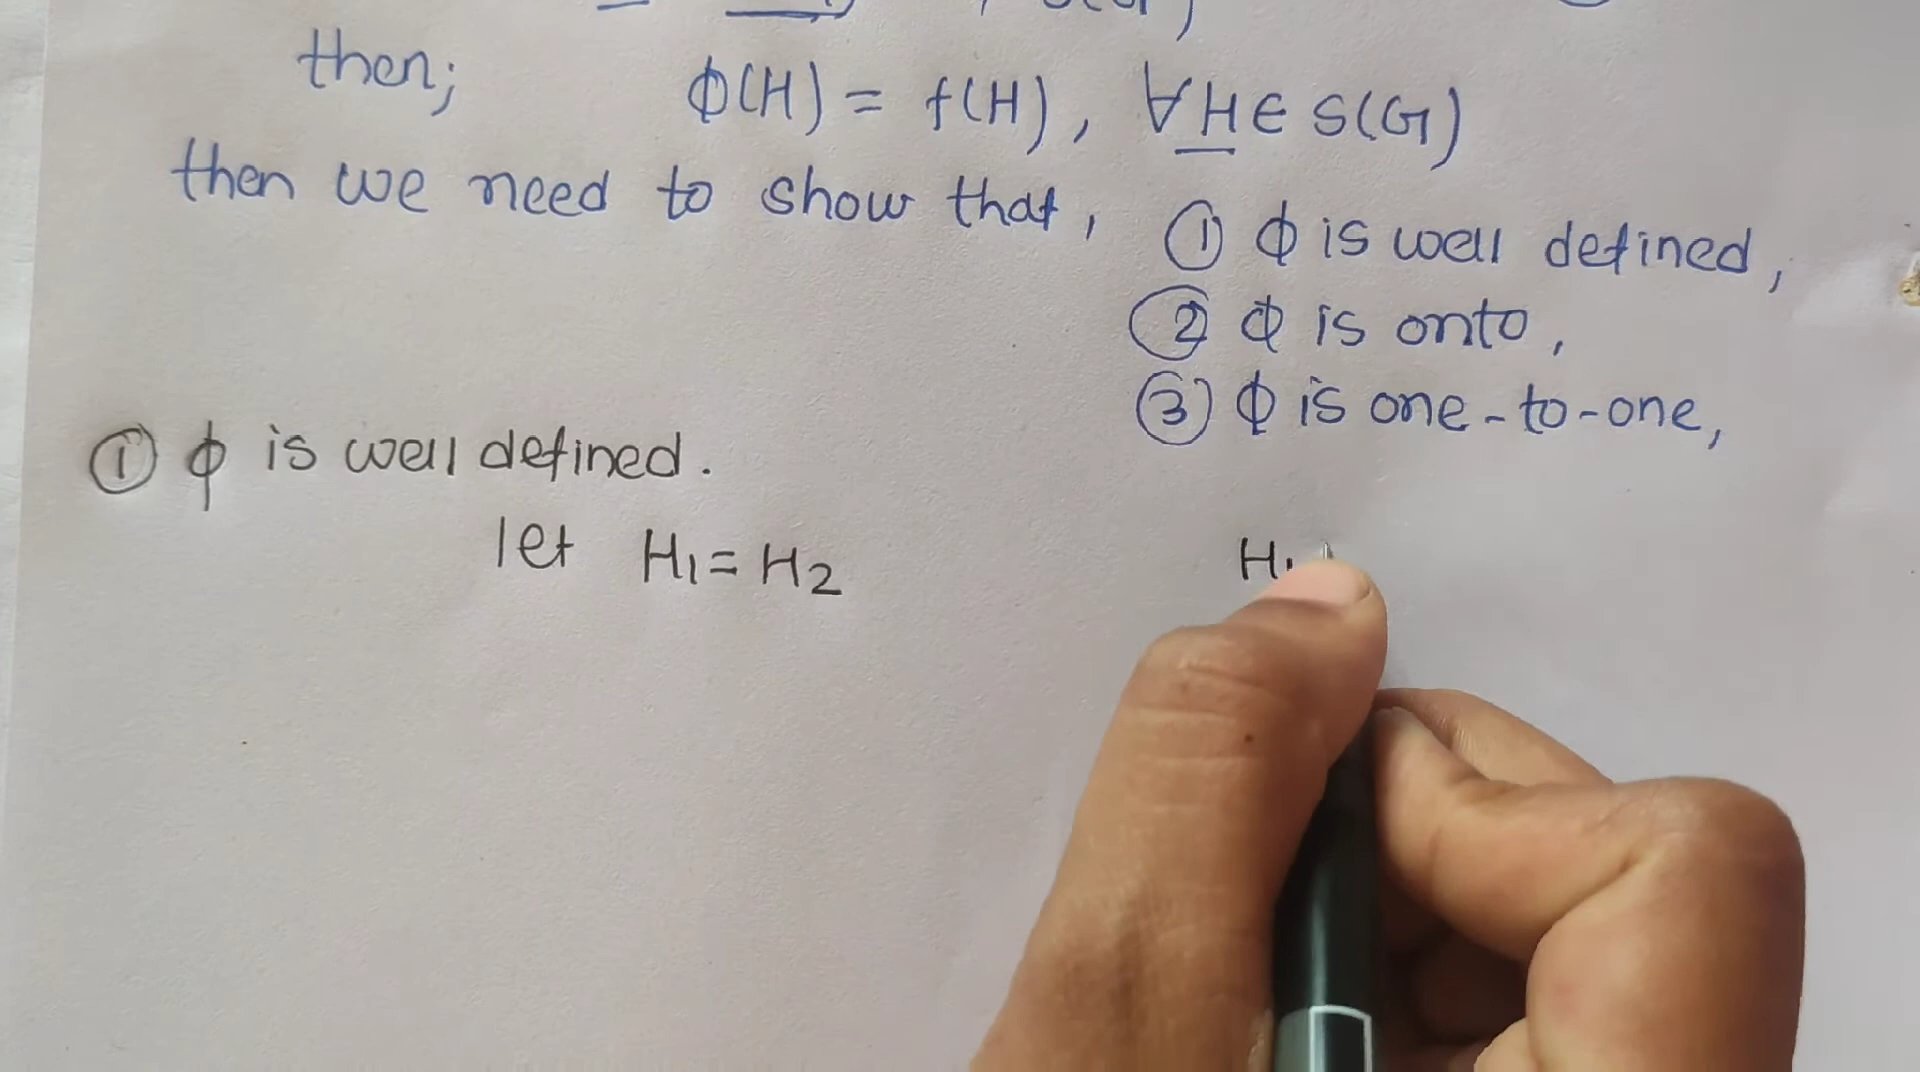 then; ϕ(H) = f(H), ∀H∈ S(G)
then we need to show that, ① ϕ is well defined,
② ϕ is onto,
③ ϕ is one-to-one,
① ϕ is well defined.
let H₁ = H₂ H₁